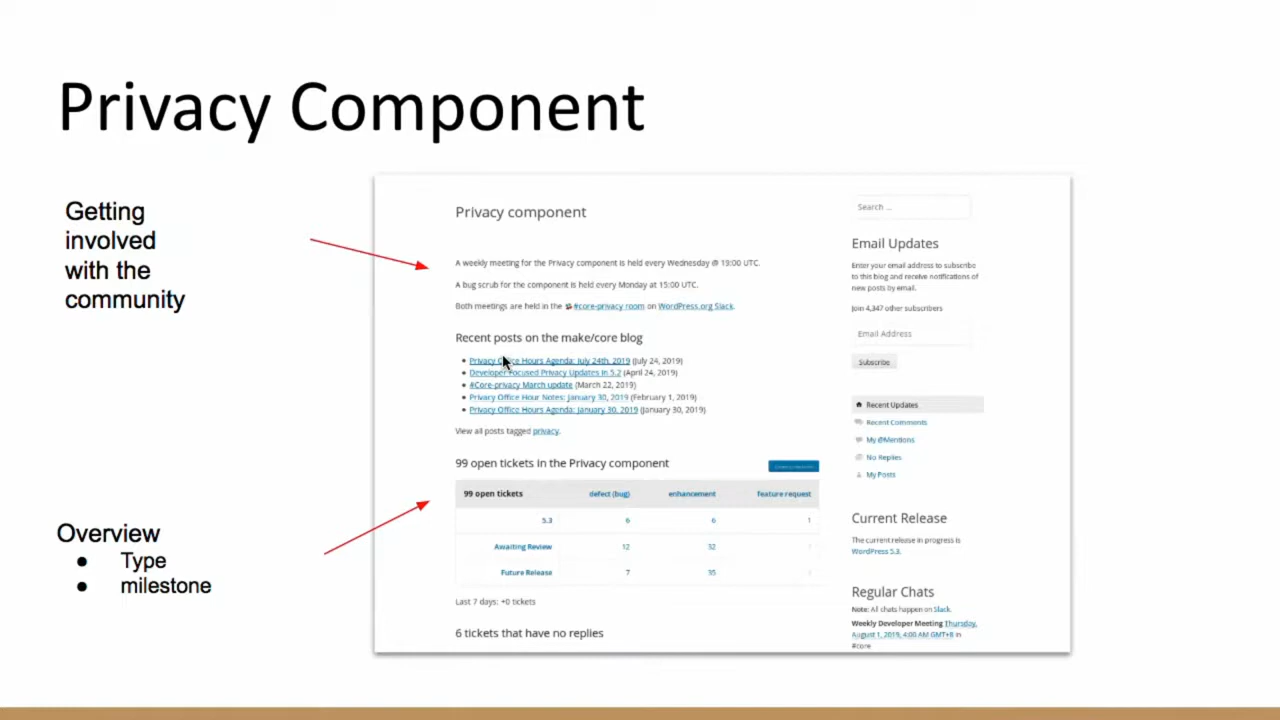 Privacy Component
Getting
involved
with the
community
Overview
● Type
● milestone
Privacy component
A weekly meeting for the Privacy component is held every Wednesday @ 19:00 UTC.
A bug scrub for the component is held every Monday at 15:00 UTC.
Both meetings are held in the #core-privacy room on WordPress.org Slack.
Recent posts on the make/core blog
• Privacy Office Hours Agenda: July 24th, 2019 (July 24, 2019)
• Developer-Focused Privacy Updates in 5.2 (April 24, 2019)
• #Core-privacy March update (March 22, 2019)
• Privacy Office Hour Notes: January 30, 2019 (February 1, 2019)
• Privacy Office Hours Agenda: January 30, 2019 (January 30, 2019)
View all posts tagged privacy.
99 open tickets in the Privacy component
99 open tickets defect (bug) enhancement feature request
5.3 6 6 1
Awaiting Review 12 32
Future Release 7 35
Last 7 days: +0 tickets
6 tickets that have no replies
Search ...
Email Updates
Enter your email address to subscribe
to this blog and receive notifications of
new posts by email.
Join 4,347 other subscribers
Email Address
Subscribe
Recent Updates
Recent Comments
My @Mentions
No Replies
My Posts
Current Release
The current release in progress is
WordPress 5.3.
Regular Chats
Note: All chats happen on Slack.
Weekly Developer Meeting Thursday,
August 1, 2019, 4:00 AM GMT+8 in
#core